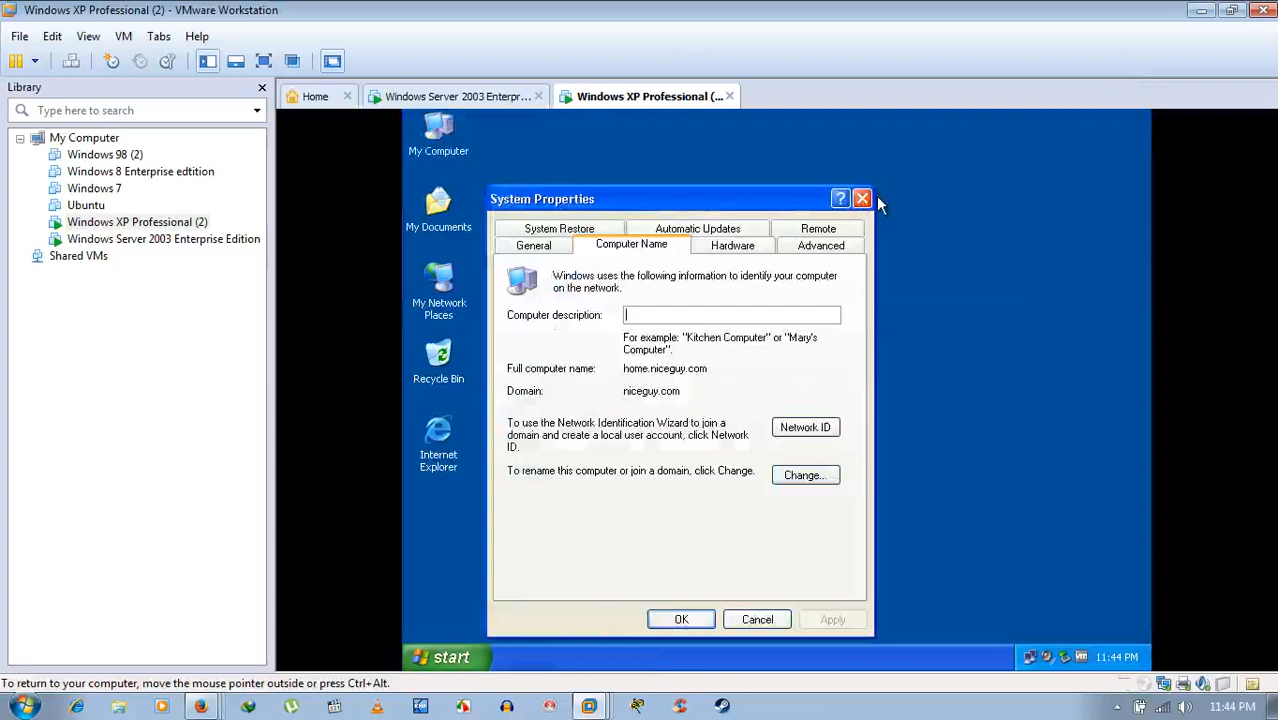 Windows XP Professional (2) - VMware Workstation
File Edit View VM Tabs Help
Library
Type here to search
My Computer
Windows 98 (2)
Windows 8 Enterprise edtition
Windows 7
Ubuntu
Windows XP Professional (2)
Windows Server 2003 Enterprise Edition
Shared VMs
Home
Windows Server 2003 Enterpr...
Windows XP Professional (...
My Computer
My Documents
My Network
Places
Recycle Bin
Internet
Explorer
System Properties
System Restore Automatic Updates Remote
General Computer Name Hardware Advanced
Windows uses the following information to identify your computer
on the network.
Computer description:
For example: "Kitchen Computer" or "Mary's
Computer".
Full computer name: home.niceguy.com
Domain: niceguy.com
To use the Network Identification Wizard to join a
domain and create a local user account, click Network
ID.
Network ID
To rename this computer or join a domain, click Change.
Change...
OK Cancel Apply
start
11:44 PM
To return to your computer, move the mouse pointer outside or press Ctrl+Alt.
11:44 PM